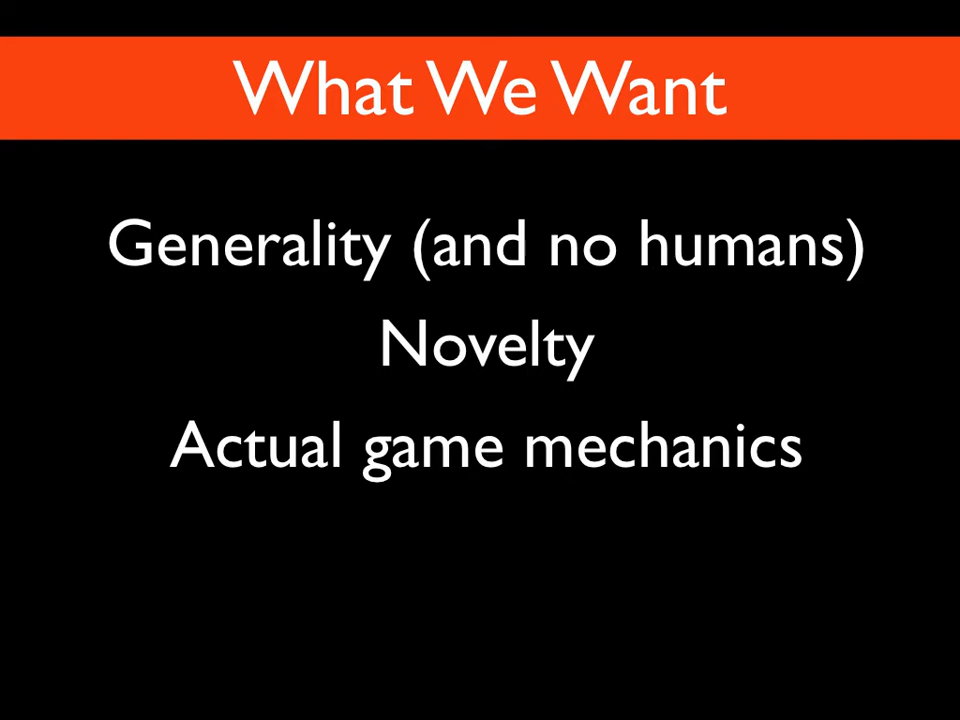 What We Want
Generality (and no humans)
Novelty
Actual game mechanics